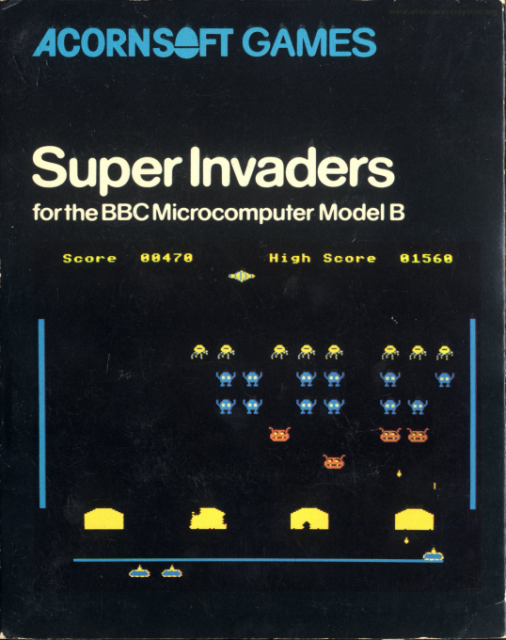 ACORNSOFT GAMES
Super Invaders
for the BBC Microcomputer Model B
Score 00470 High Score 01560